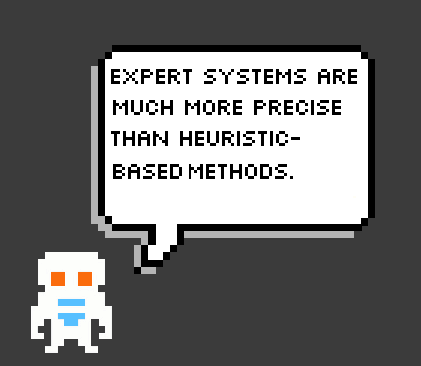 EXPERT SYSTEMS ARE
MUCH MORE PRECISE
THAN HEURISTIC-
BASED METHODS.